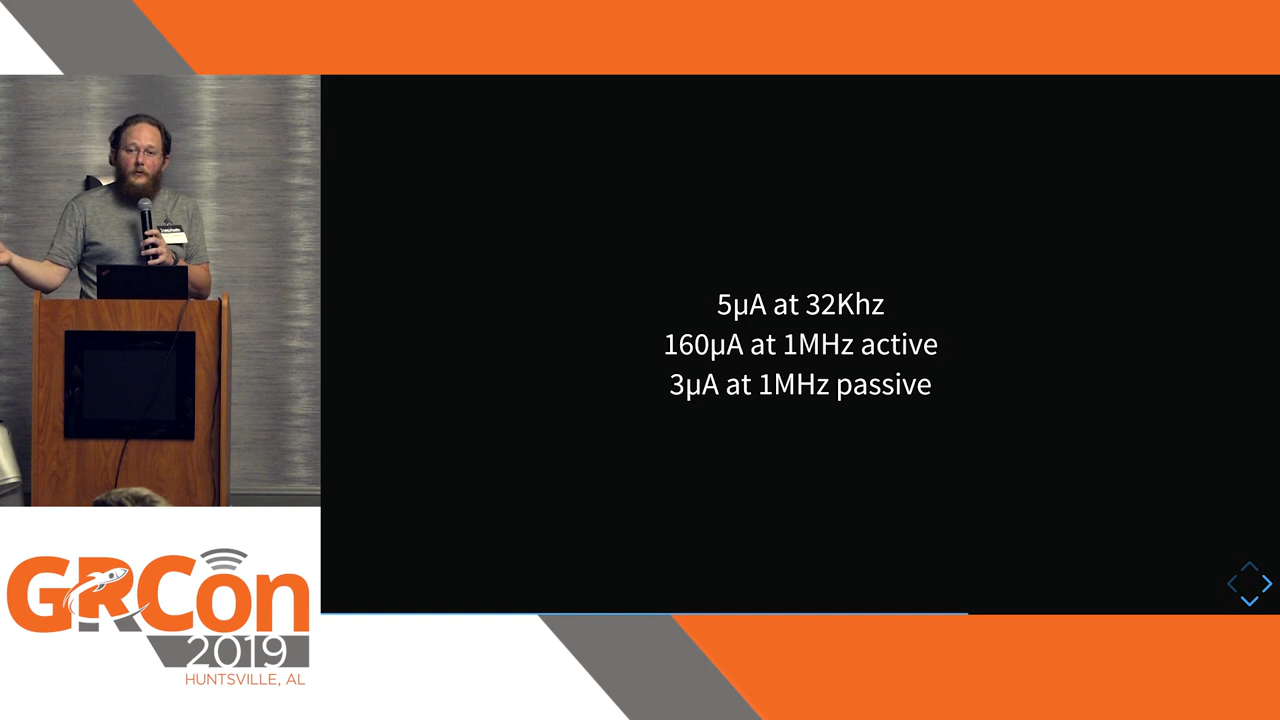 5µA at 32Khz
160µA at 1MHz active
3µA at 1MHz passive
GRCon
2019
HUNTSVILLE, AL